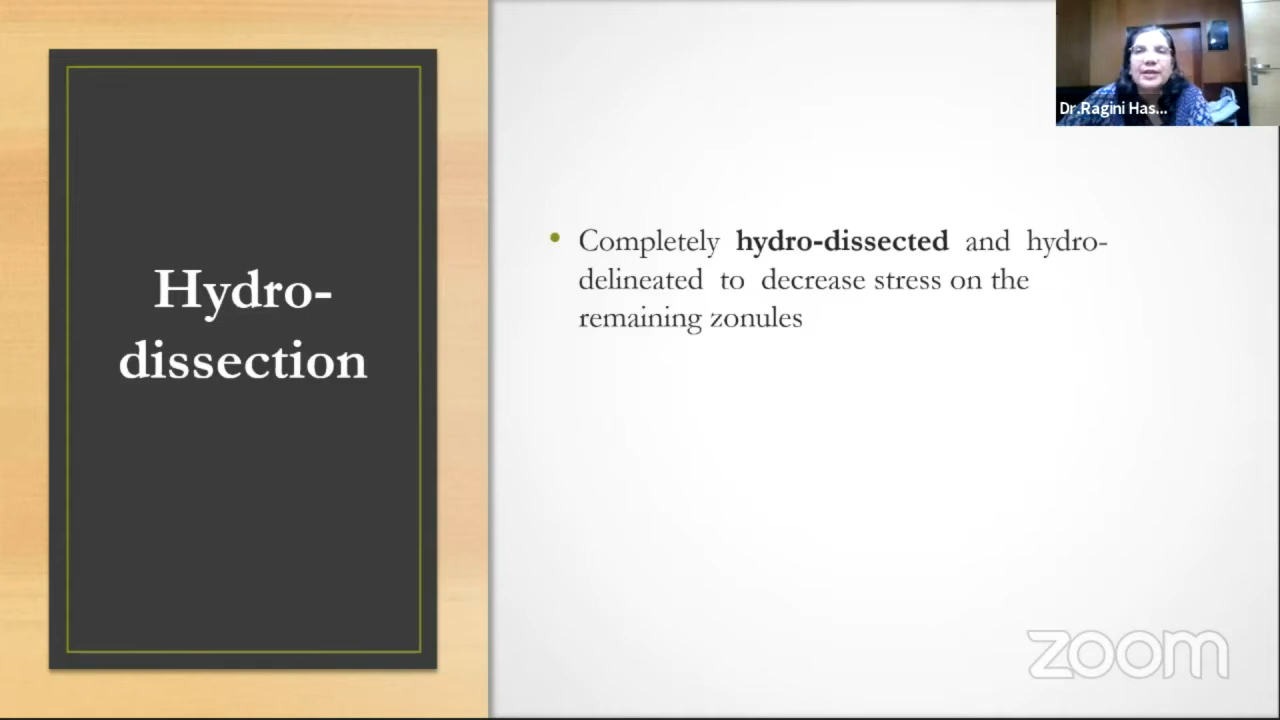 Dr.Ragini Has...
Hydro-
dissection
• Completely hydro-dissected and hydro-
delineated to decrease stress on the
remaining zonules
zoom